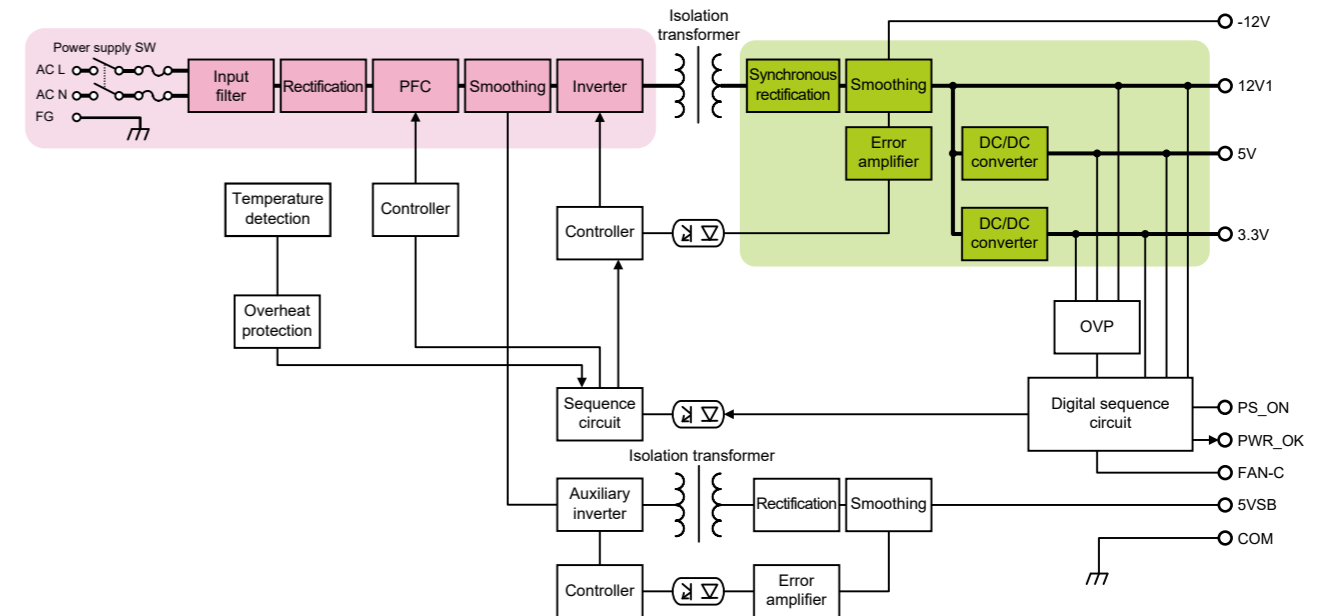 Isolation
transformer
-12V
Power supply SW
AC L
AC N
FG
Input
filter
Rectification
PFC
Smoothing
Inverter
Synchronous
rectification
Smoothing
12V1
Error
amplifier
DC/DC
converter
5V
Temperature
detection
Controller
Controller
DC/DC
converter
3.3V
Overheat
protection
OVP
Sequence
circuit
Digital sequence
circuit
PS_ON
PWR_OK
FAN-C
Isolation transformer
Auxiliary
inverter
Rectification
Smoothing
5VSB
COM
Controller
Error
amplifier